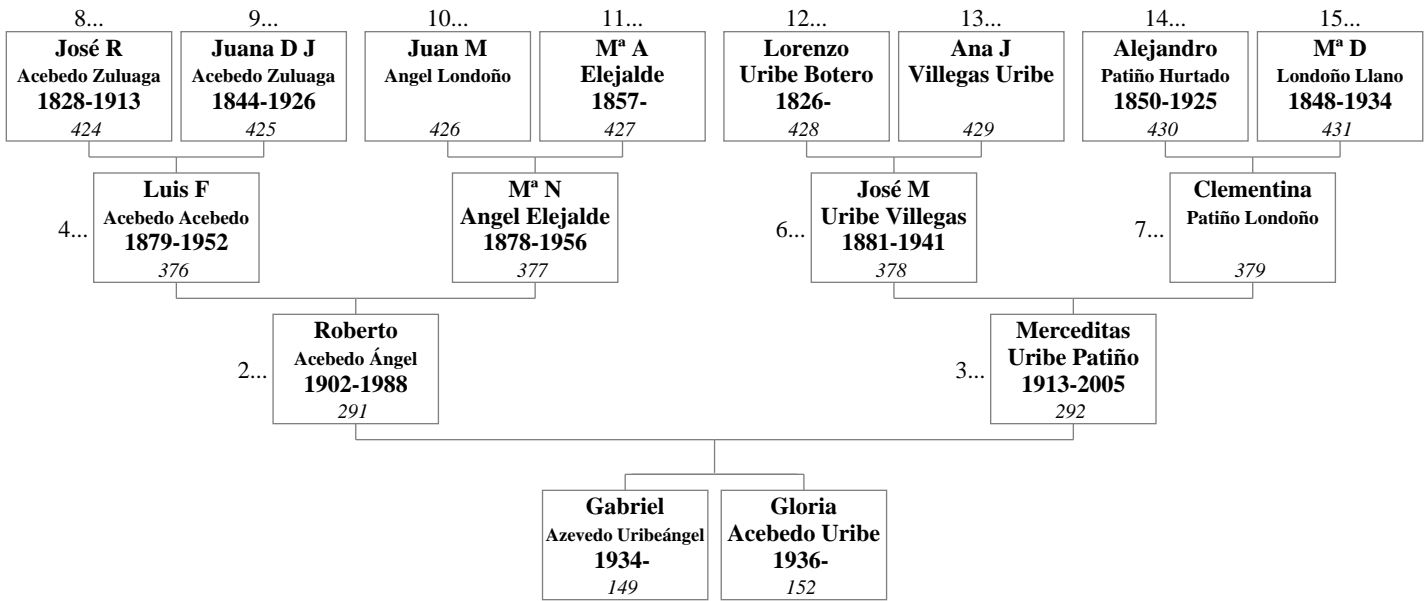 8... 9... 10... 11... 12... 13... 14... 15...
José R
Acebedo Zuluaga
1828-1913
424
Juana D J
Acebedo Zuluaga
1844-1926
425
Juan M
Angel Londoño
426
Mª A
Elejalde
1857-
427
Lorenzo
Uribe Botero
1826-
428
Ana J
Villegas Uribe
429
Alejandro
Patiño Hurtado
1850-1925
430
Mª D
Londoño Llano
1848-1934
431
4...
Luis F
Acebedo Acebedo
1879-1952
376
Mª N
Angel Elejalde
1878-1956
377
6...
José M
Uribe Villegas
1881-1941
378
7...
Clementina
Patiño Londoño
379
2...
Roberto
Acebedo Ángel
1902-1988
291
3...
Merceditas
Uribe Patiño
1913-2005
292
Gabriel
Azevedo Uribeángel
1934-
149
Gloria
Acebedo Uribe
1936-
152